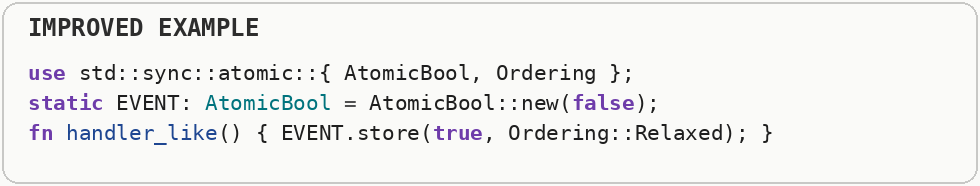 IMPROVED EXAMPLE
use std::sync::atomic::{ AtomicBool, Ordering };
static EVENT: AtomicBool = AtomicBool::new(false);
fn handler_like() { EVENT.store(true, Ordering::Relaxed); }